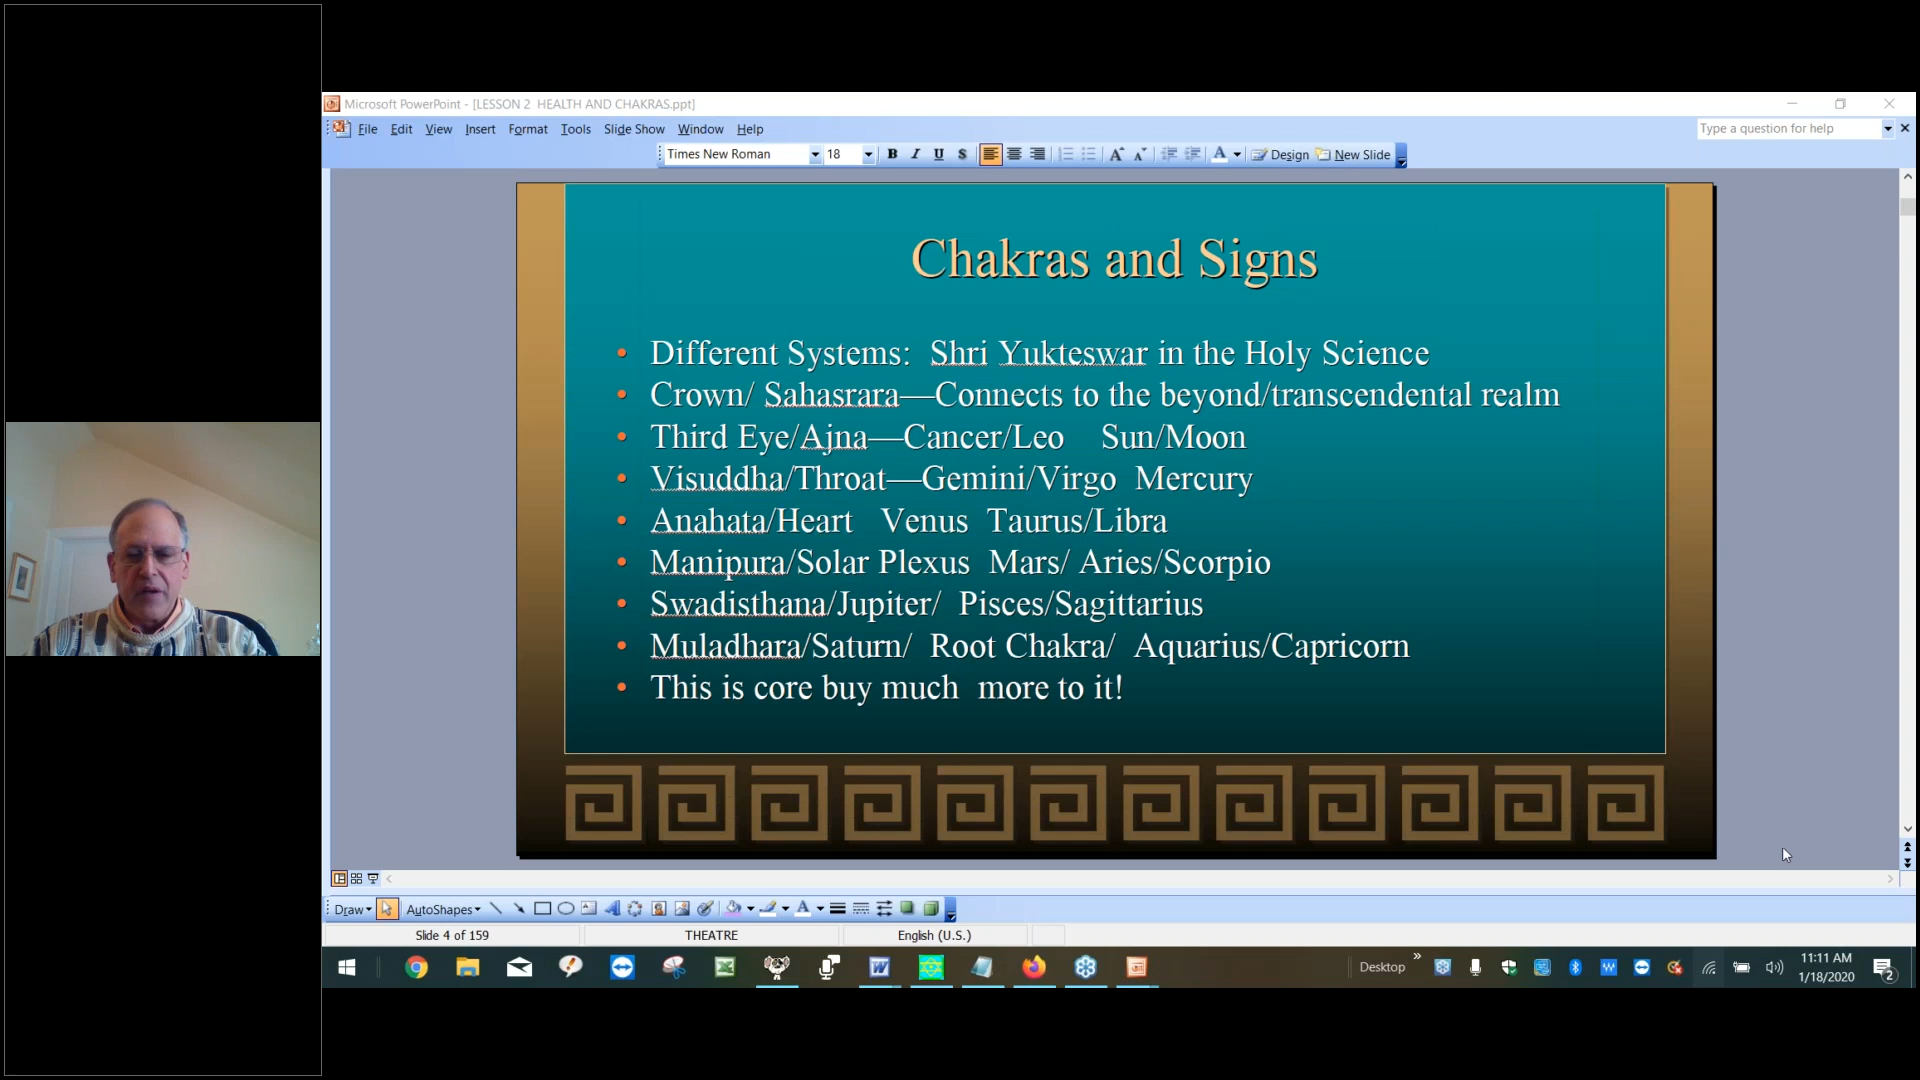 Microsoft PowerPoint - [LESSON 2  HEALTH AND CHAKRAS.ppt]
File Edit View Insert Format Tools Slide Show Window Help
Type a question for help
Times New Roman 18 B I U S A A A Design New Slide
Chakras and Signs
• Different Systems:  Shri Yukteswar in the Holy Science
• Crown/ Sahasrara—Connects to the beyond/transcendental realm
• Third Eye/Ajna—Cancer/Leo    Sun/Moon
• Visuddha/Throat—Gemini/Virgo  Mercury
• Anahata/Heart   Venus  Taurus/Libra
• Manipura/Solar Plexus  Mars/ Aries/Scorpio
• Swadisthana/Jupiter/  Pisces/Sagittarius
• Muladhara/Saturn/  Root Chakra/  Aquarius/Capricorn
• This is core buy much  more to it!
Draw AutoShapes A
Slide 4 of 159 THEATRE English (U.S.)
Desktop
11:11 AM
1/18/2020
2